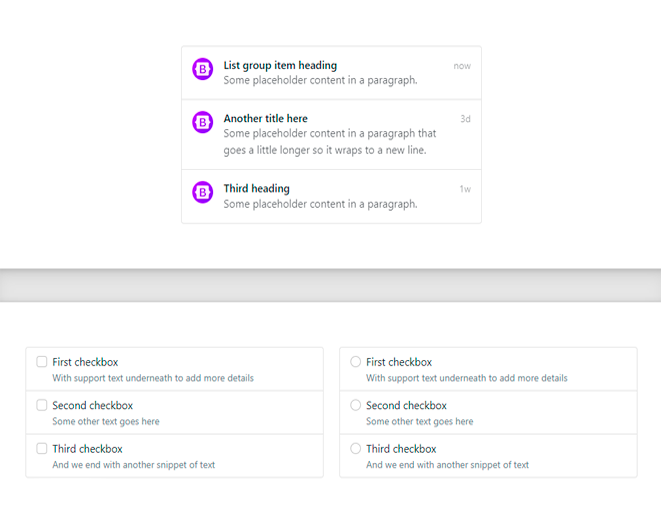 B
List group item heading
now
Some placeholder content in a paragraph.
B
Another title here
3d
Some placeholder content in a paragraph that
goes a little longer so it wraps to a new line.
B
Third heading
1w
Some placeholder content in a paragraph.
First checkbox
With support text underneath to add more details
Second checkbox
Some other text goes here
Third checkbox
And we end with another snippet of text
First checkbox
With support text underneath to add more details
Second checkbox
Some other text goes here
Third checkbox
And we end with another snippet of text